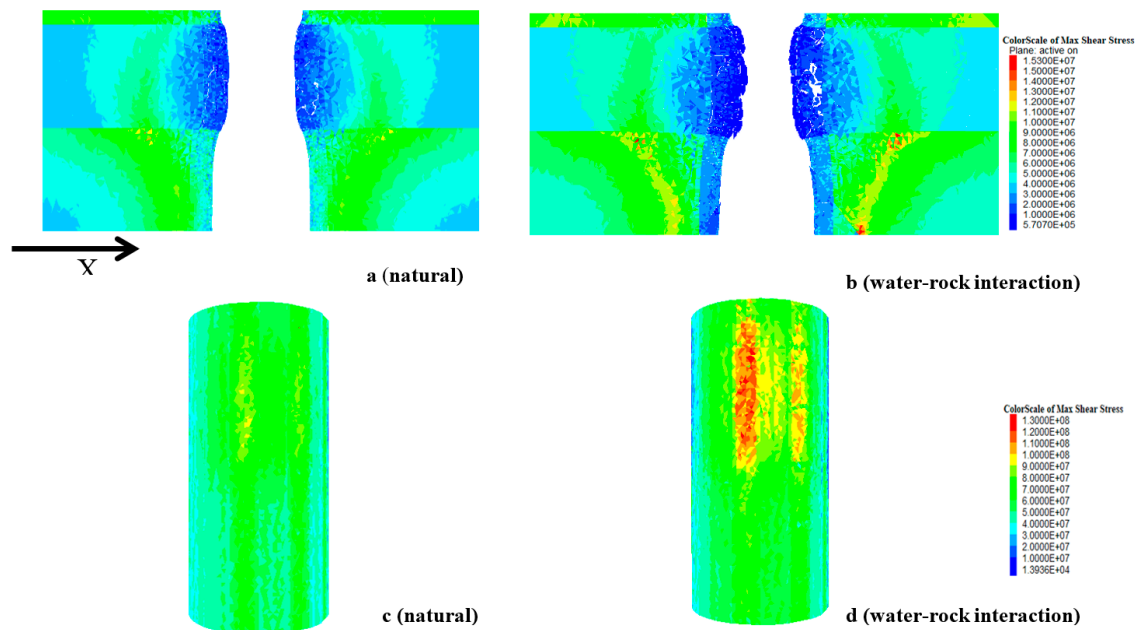 ColorScale of Max Shear Stress
Plane: active on
1.5300E+07
1.5000E+07
1.4000E+07
1.3000E+07
1.2000E+07
1.1000E+07
1.0000E+07
9.0000E+06
8.0000E+06
7.0000E+06
6.0000E+06
5.0000E+06
4.0000E+06
3.0000E+06
2.0000E+06
1.0000E+06
5.7070E+05
X
a (natural)
b (water-rock interaction)
ColorScale of Max Shear Stress
1.3000E+08
1.2000E+08
1.1000E+08
1.0000E+08
9.0000E+07
8.0000E+07
7.0000E+07
6.0000E+07
5.0000E+07
4.0000E+07
3.0000E+07
2.0000E+07
1.0000E+07
1.3936E+04
c (natural)
d (water-rock interaction)